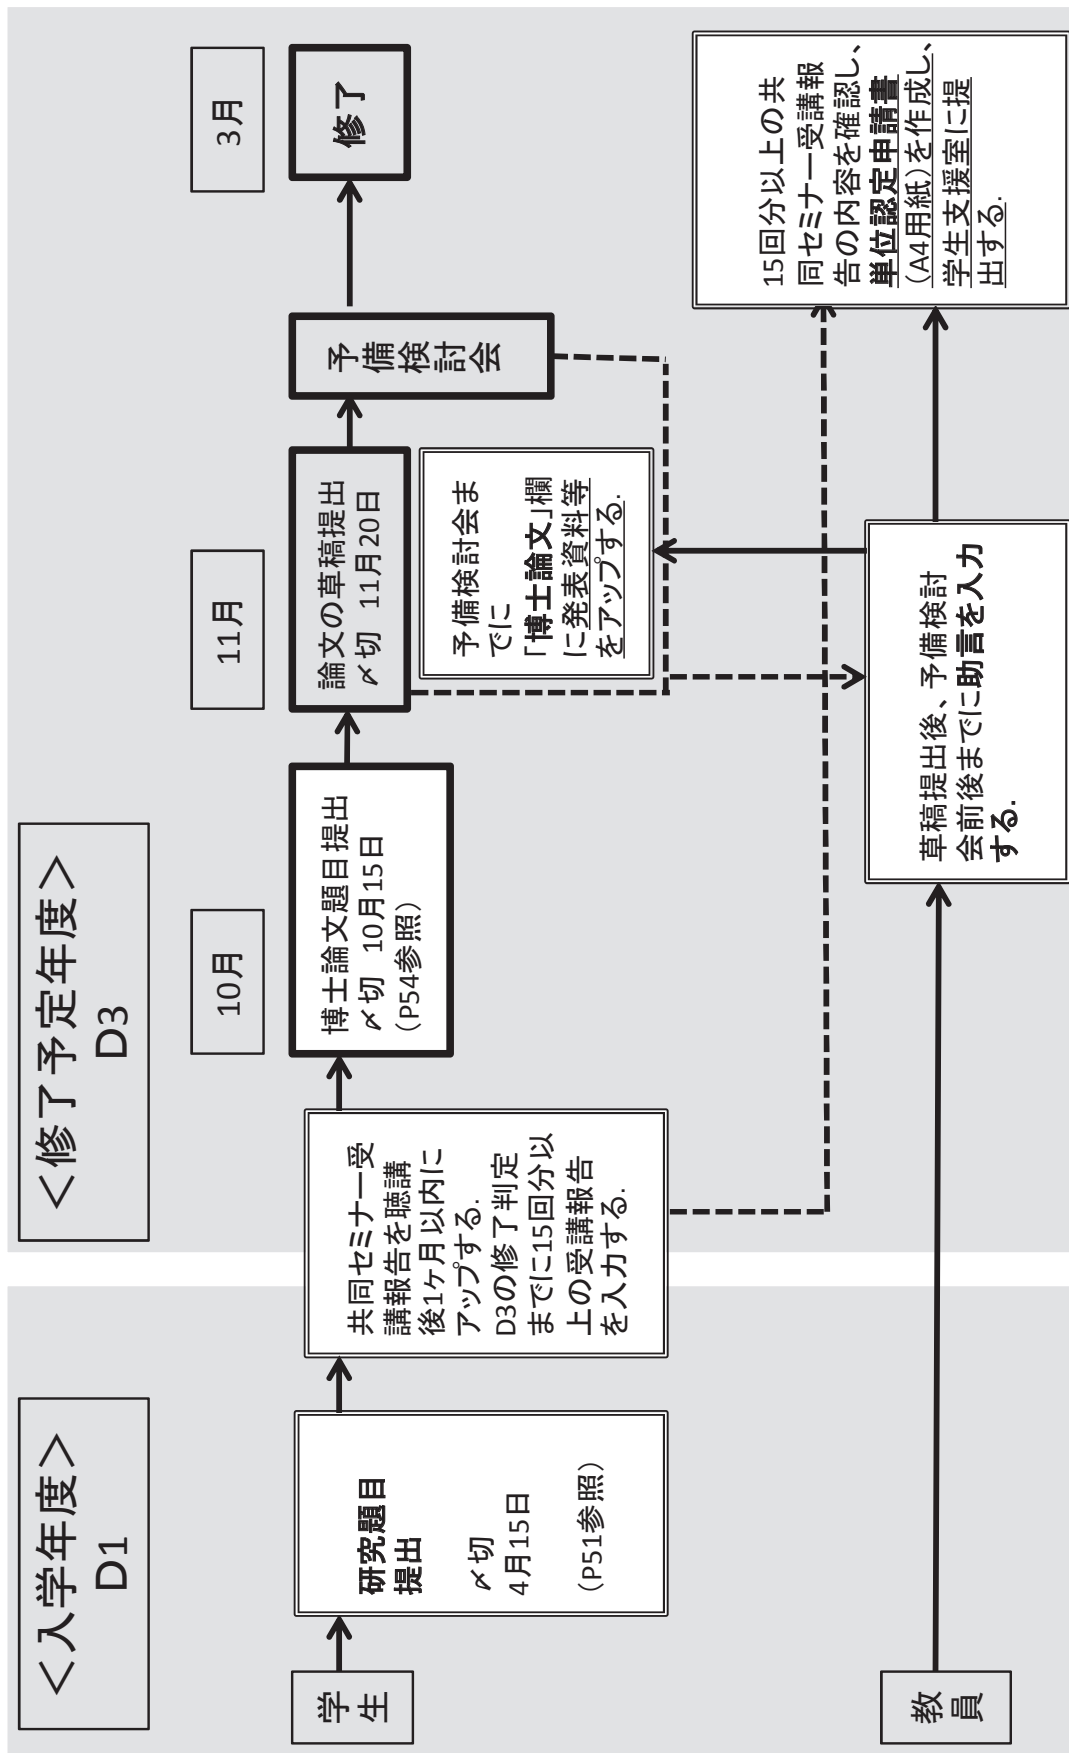 ＜入学年度＞
D1
＜修了予定年度＞
D3
10月
11月
3月
学
生
研究題目
提出
〆切
4月15日
（P51参照）
共同セミナー受
講報告を聴講
後1ヶ月以内に
アップする.
D3の修了判定
までに15回分以
上の受講報告
を入力する.
博士論文題目提出
〆切 10月15日
（P54参照）
論文の草稿提出
〆切 11月20日
予備検討会
修了
予備検討会ま
でに
「博士論文」欄
に発表資料等
をアップする.
教
員
草稿提出後、予備検討
会前後までに助言を入力
する.
15回分以上の共
同セミナー受講報
告の内容を確認し、
単位認定申請書
（A4用紙）を作成し、
学生支援室に提
出する.